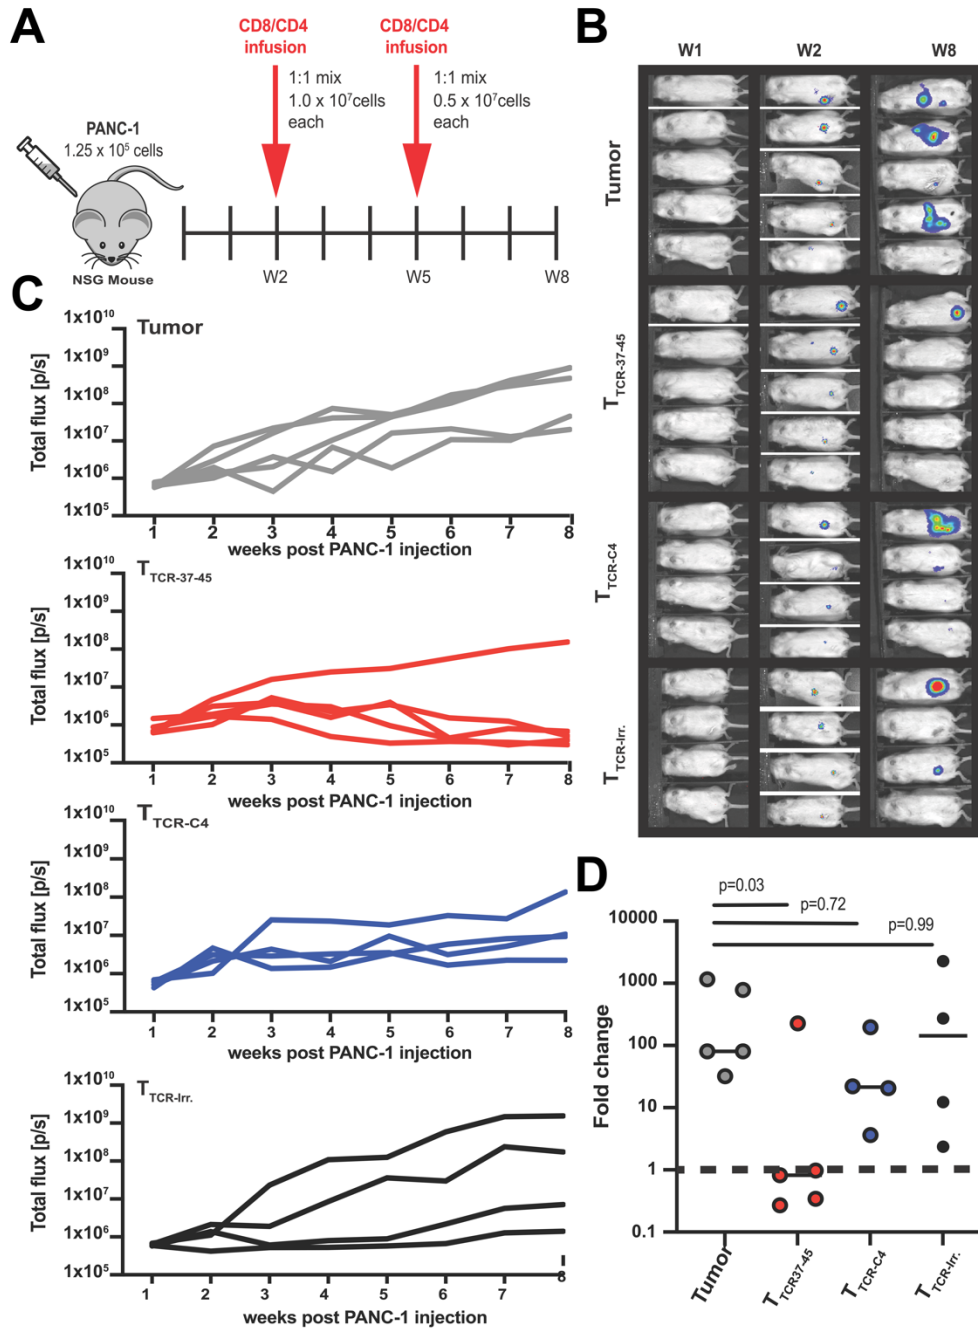 A
CD8/CD4
infusion
1:1 mix
1.0 x 10⁷cells
each
CD8/CD4
infusion
1:1 mix
0.5 x 10⁷cells
each
PANC-1
1.25 x 10⁵ cells
NSG Mouse
W2
W5
W8
B
W1
W2
W8
Tumor
TTCR-37-45
TTCR-C4
TTCR-Irr.
C
Tumor
Total flux [p/s]
1x10¹⁰
1x10⁹
1x10⁸
1x10⁷
1x10⁶
1x10⁵
1 2 3 4 5 6 7 8
weeks post PANC-1 injection
TTCR-37-45
Total flux [p/s]
1x10¹⁰
1x10⁹
1x10⁸
1x10⁷
1x10⁶
1x10⁵
1 2 3 4 5 6 7 8
weeks post PANC-1 injection
TTCR-C4
Total flux [p/s]
1x10¹⁰
1x10⁹
1x10⁸
1x10⁷
1x10⁶
1x10⁵
1 2 3 4 5 6 7 8
weeks post PANC-1 injection
TTCR-Irr.
Total flux [p/s]
1x10¹⁰
1x10⁹
1x10⁸
1x10⁷
1x10⁶
1x10⁵
1 2 3 4 5 6 7 8
weeks post PANC-1 injection
D
p=0.03
p=0.72
p=0.99
Fold change
10000
1000
100
10
1
0.1
Tumor
TTCR37-45
TTCR-C4
TTCR-Irr.